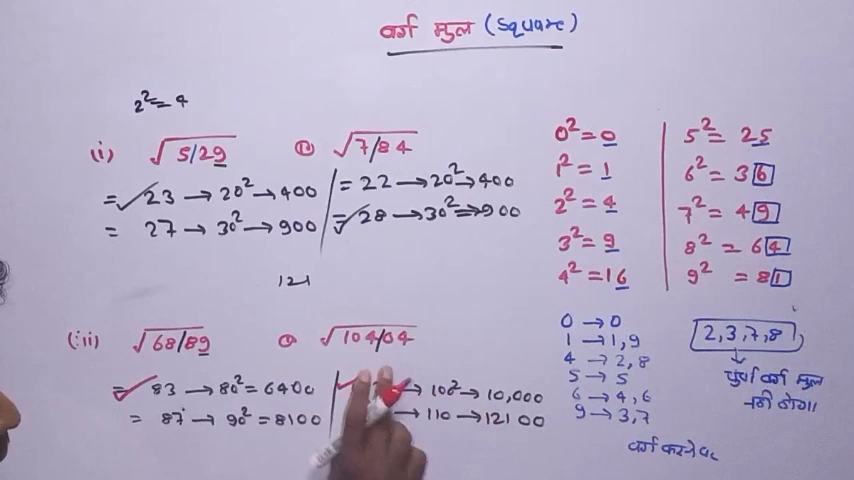 वर्ग मुल (Square)
2² = 4
(i) √5/29
= 23 → 20² → 400
= 27 → 30² → 900
(ii) √7/84
= 22 → 20² → 400
= 28 → 30² → 900
121
(iii) √68/89
= 83 → 80² = 6400
= 87 → 90² = 8100
√104/04
→ 100² → 10,000
→ 110 → 12100
0² = 0
1² = 1
2² = 4
3² = 9
4² = 16
5² = 25
6² = 36
7² = 49
8² = 64
9² = 81
0 → 0
1 → 1,9
4 → 2,8
5 → 5
6 → 4,6
9 → 3,7
2,3,7,8
पुर्ण वर्ग मुल
नही होगा।
वर्ग करने पर